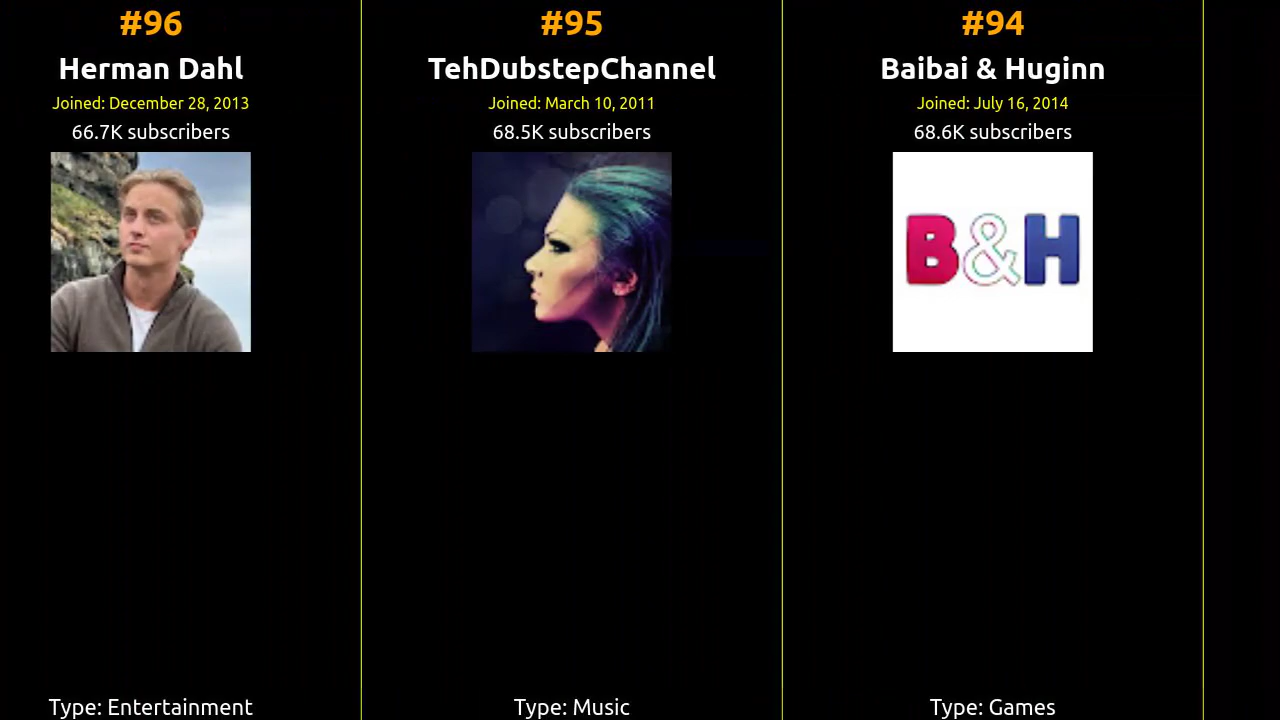 #96
Herman Dahl
Joined: December 28, 2013
66.7K subscribers
Type: Entertainment
#95
TehDubstepChannel
Joined: March 10, 2011
68.5K subscribers
Type: Music
#94
Baibai & Huginn
Joined: July 16, 2014
68.6K subscribers
B&H
Type: Games